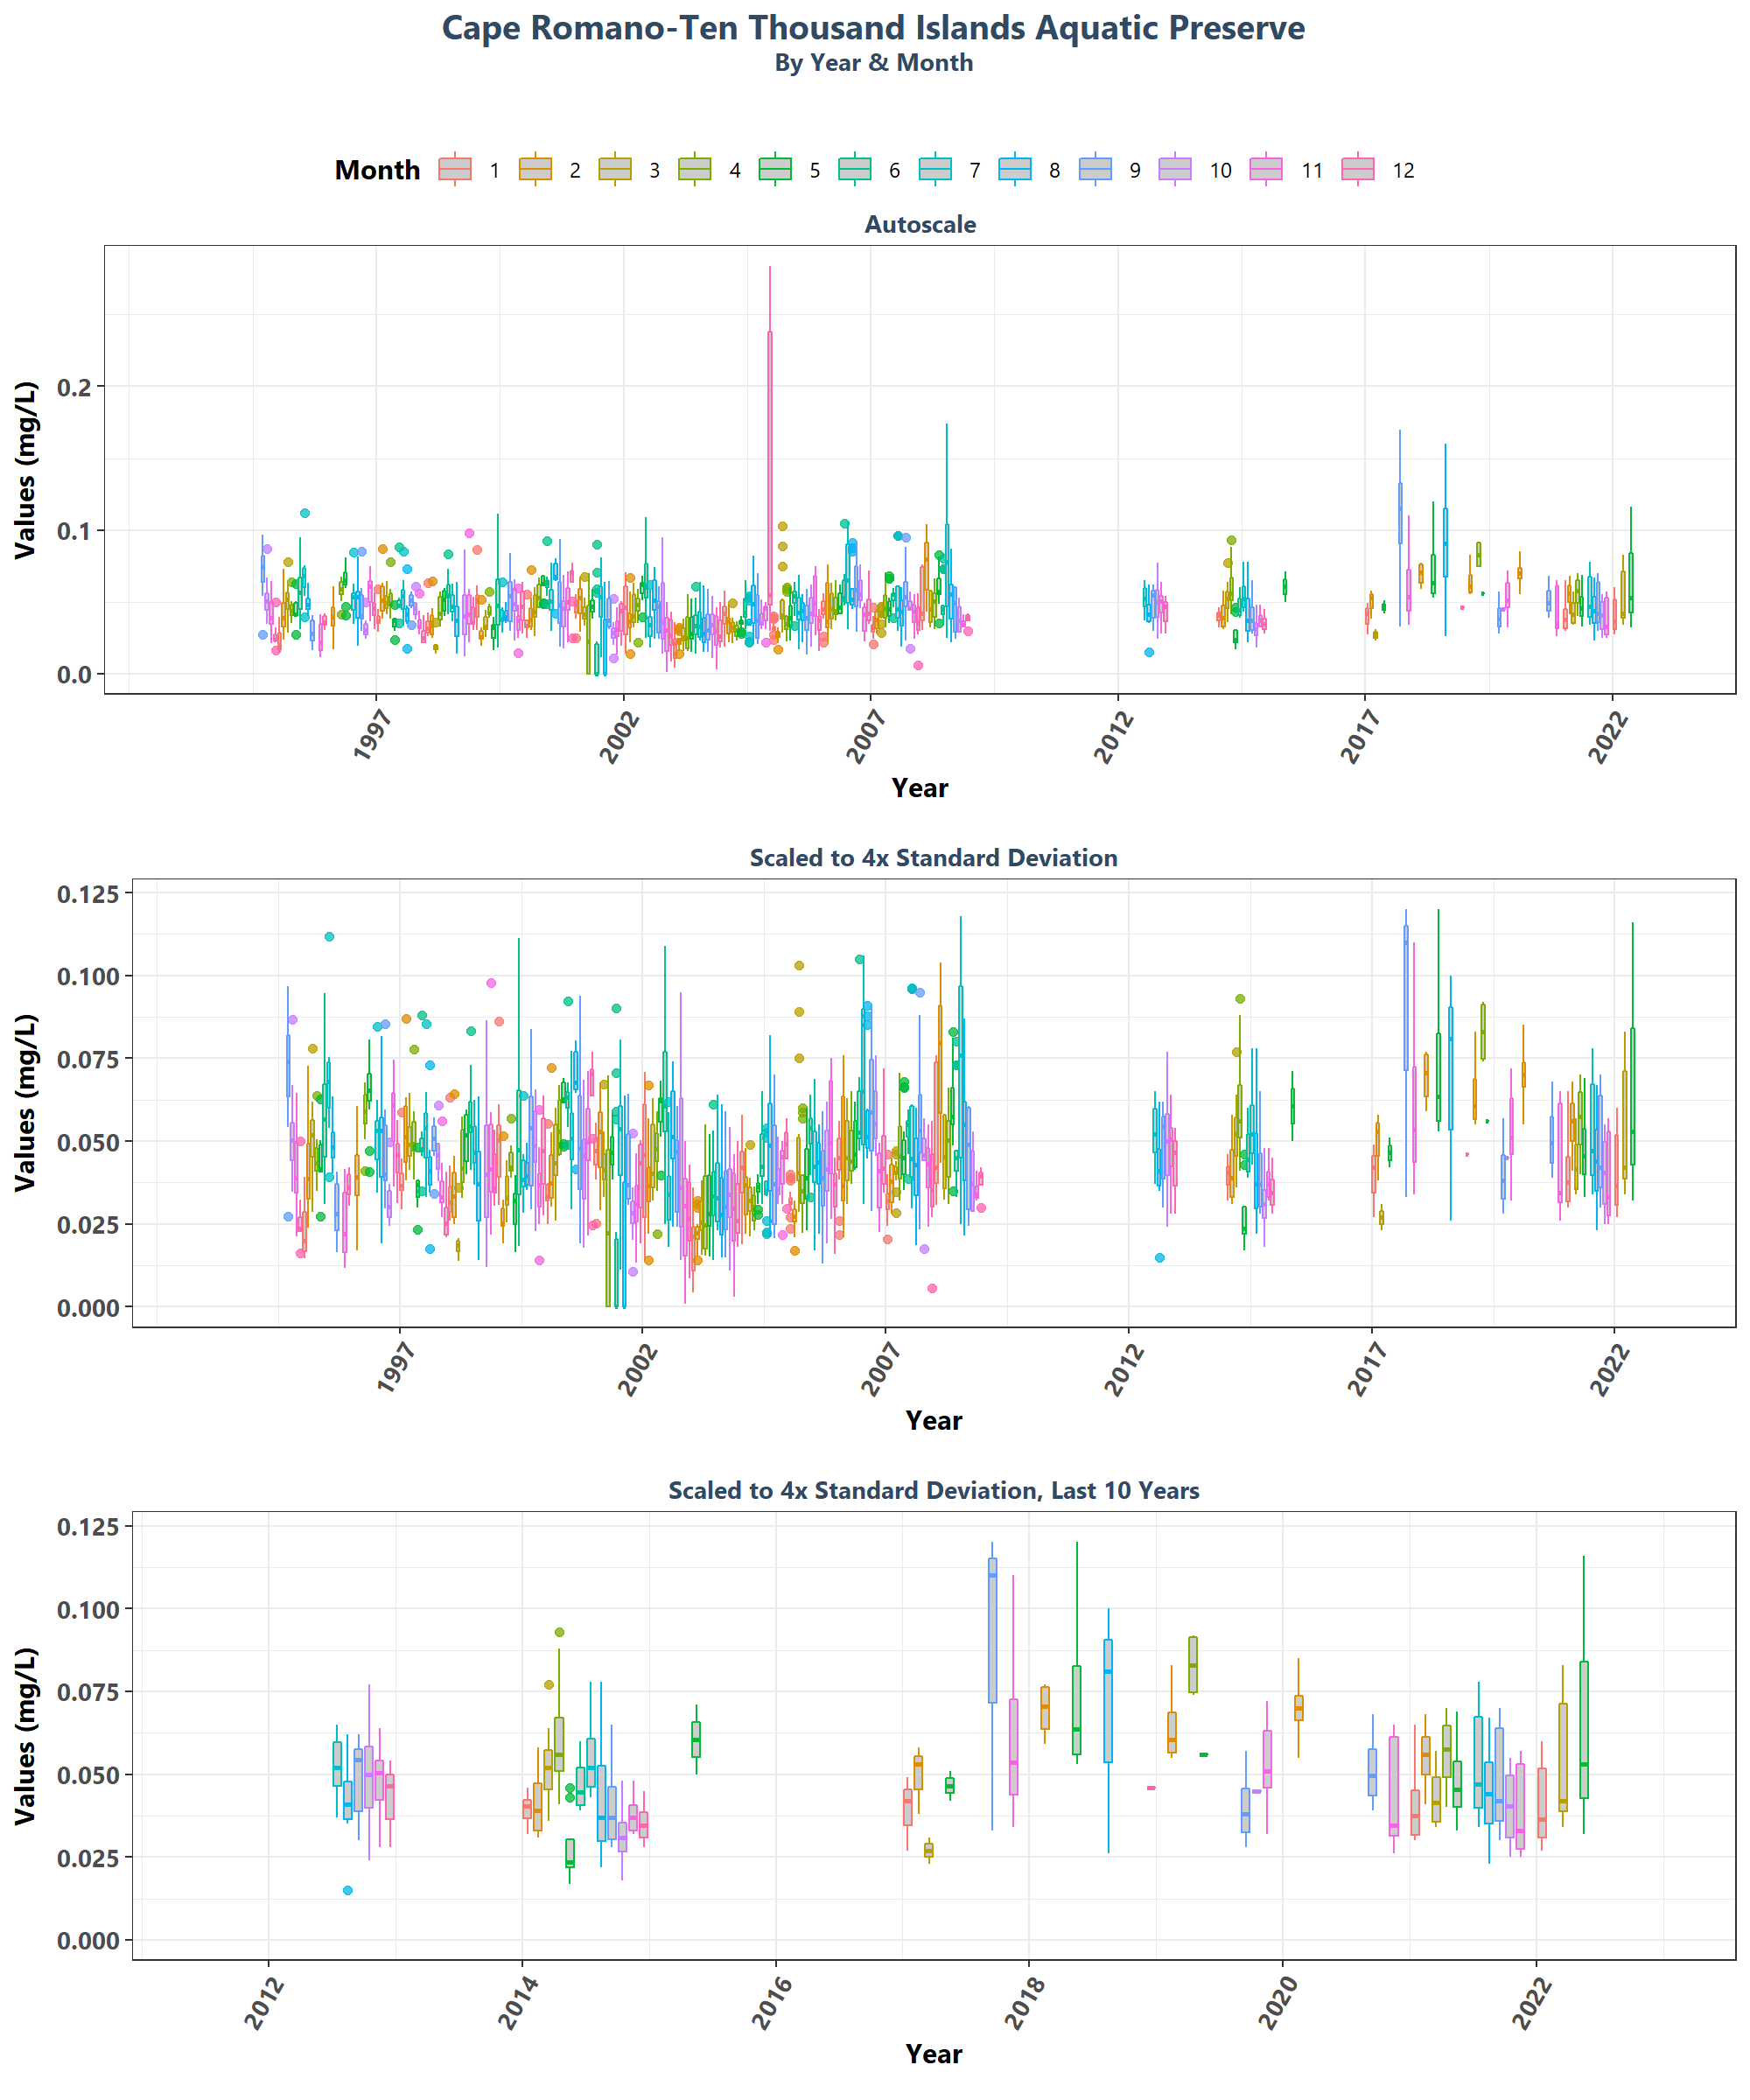 Cape Romano-Ten Thousand Islands Aquatic Preserve
By Year & Month
Month 1 2 3 4 5 6 7 8 9 10 11 12
Autoscale
Values (mg/L)
0.2
0.1
0.0
1997 2002 2007 2012 2017 2022
Year
Scaled to 4x Standard Deviation
Values (mg/L)
0.125
0.100
0.075
0.050
0.025
0.000
1997 2002 2007 2012 2017 2022
Year
Scaled to 4x Standard Deviation, Last 10 Years
Values (mg/L)
0.125
0.100
0.075
0.050
0.025
0.000
2012 2014 2016 2018 2020 2022
Year